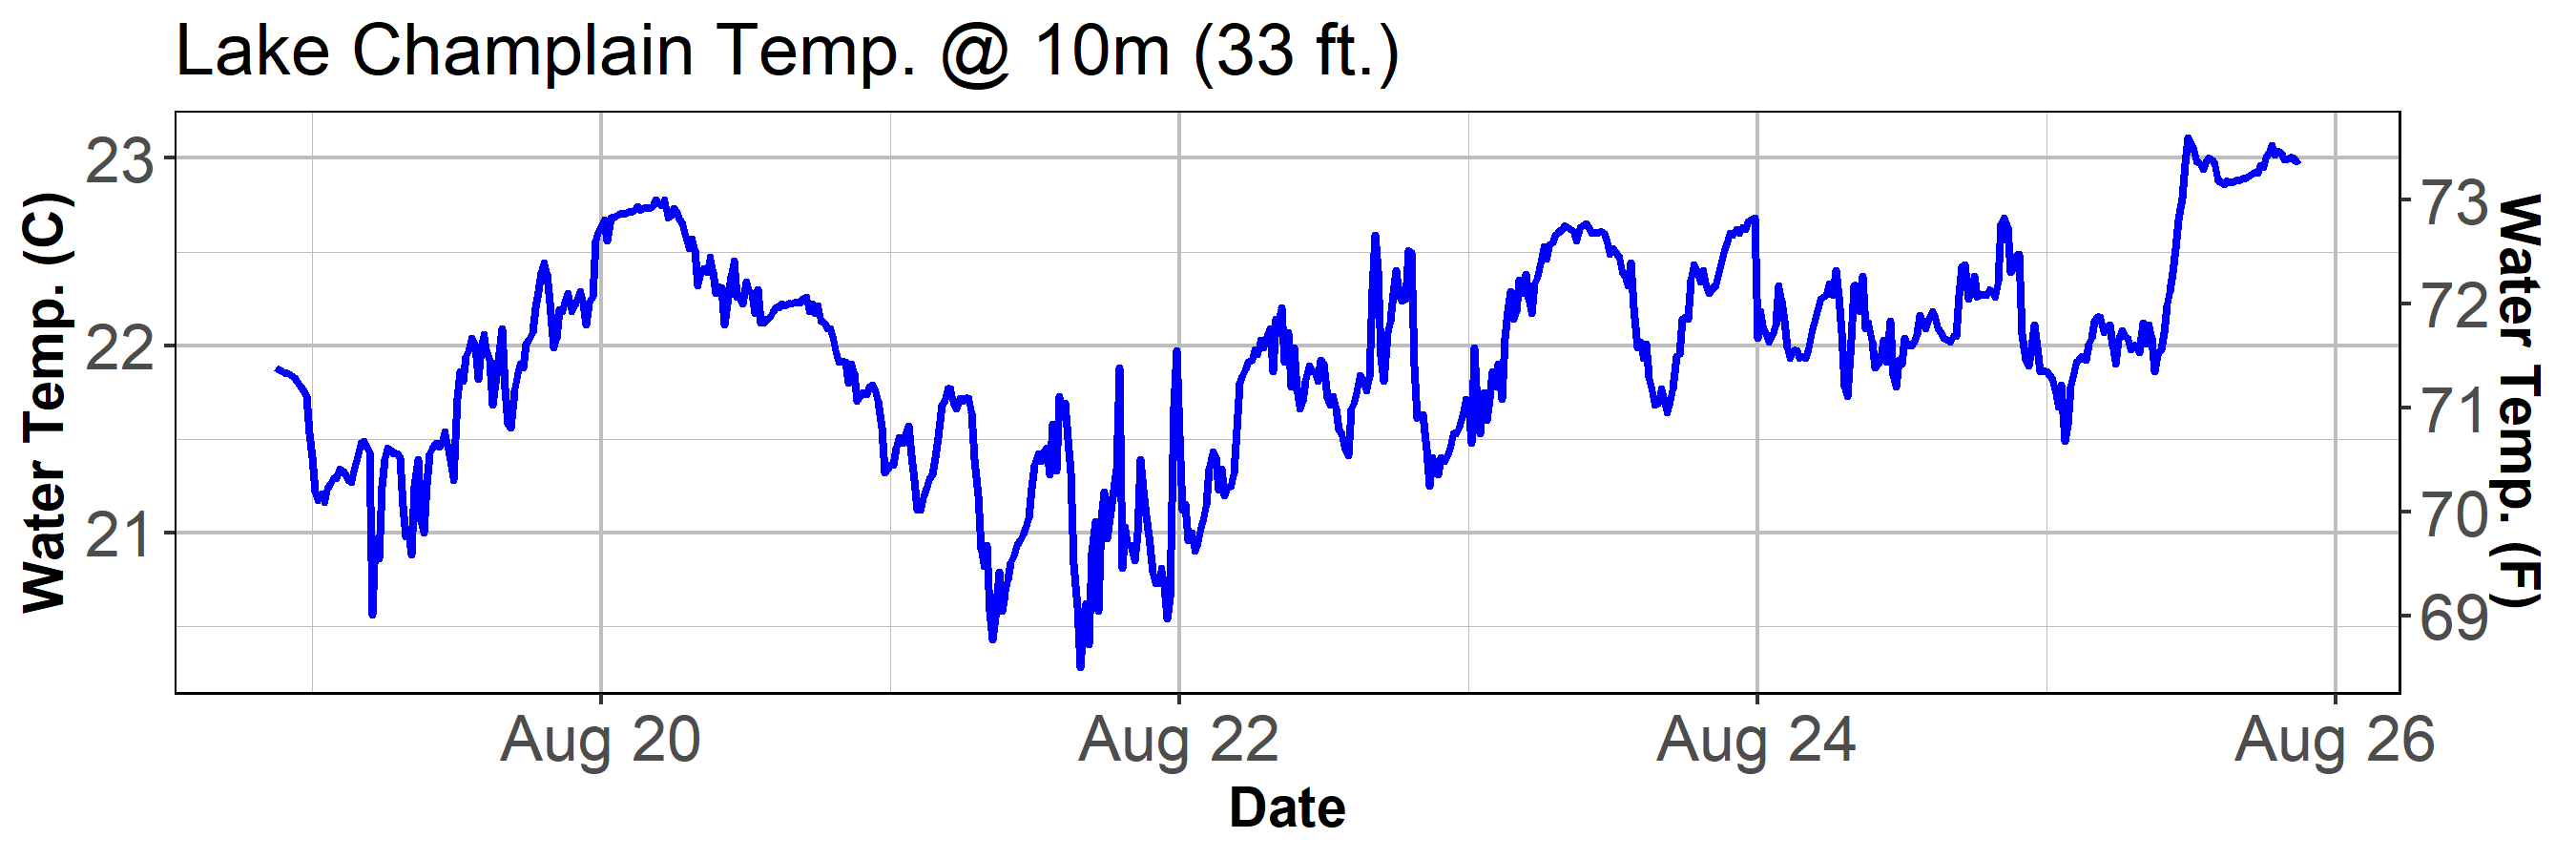 Lake Champlain Temp. @ 10m (33 ft.)
Water Temp. (C)
23
22
21
73
72
71
70
69
Water Temp. (F)
Aug 20
Aug 22
Aug 24
Aug 26
Date